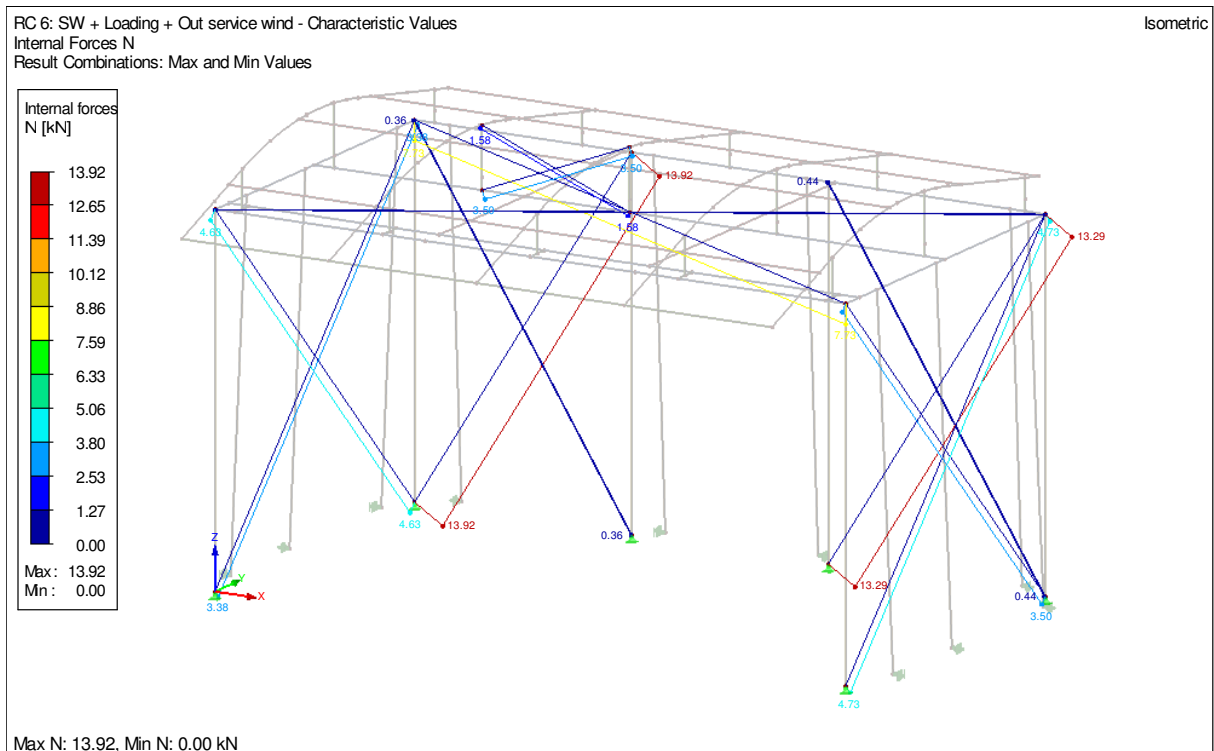 RC 6: SW + Loading + Out service wind - Characteristic Values
Isometric
Internal Forces N
Result Combinations: Max and Min Values
Internal forces
N [kN]
13.92
12.65
11.39
10.12
8.86
7.59
6.33
5.06
3.80
2.53
1.27
0.00
Max : 13.92
Min : 0.00
0.36
1.58
3.50
13.92
0.44
3.50
4.63
1.58
4.73
13.29
7.73
4.63
13.92
0.36
13.29
Z
Y
X
3.38
0.44
3.50
4.73
Max N: 13.92, Min N: 0.00 kN